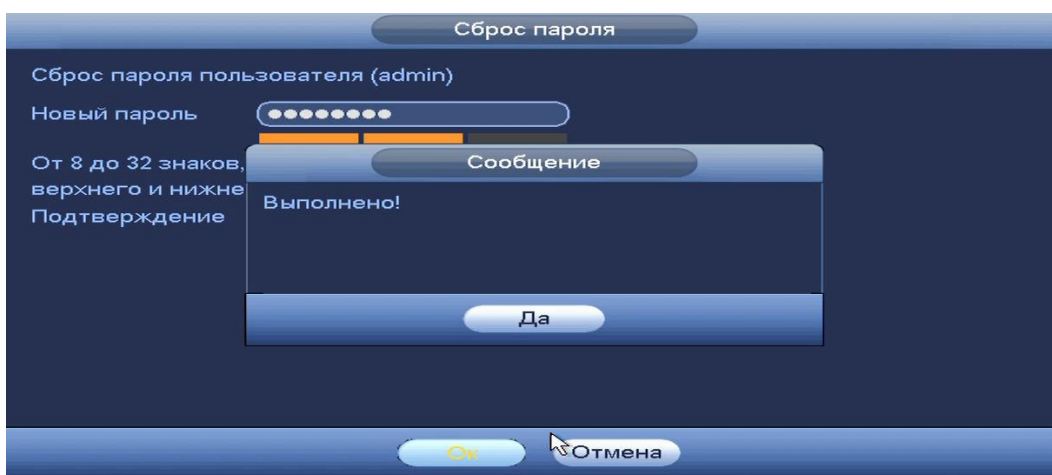 Сброс пароля
Сброс пароля пользователя (admin)
Новый пароль
От 8 до 32 знаков,
верхнего и нижне
Подтверждение
Сообщение
Выполнено!
Да
Ок
Отмена